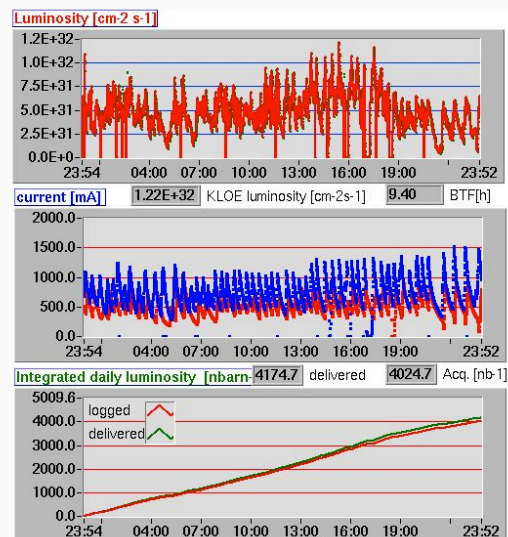 Luminosity [cm-2 s-1]
1.2E+32
1.0E+32
7.5E+31
5.0E+31
2.5E+31
0.0E+0
23:54 04:00 07:00 10:00 13:00 16:00 19:00 23:52
current [mA] 1.22E+32 KLOE luminosity [cm-2s-1] 9.40 BTF[h]
2000.0
1500.0
1000.0
500.0
0.0
23:54 04:00 07:00 10:00 13:00 16:00 19:00 23:52
Integrated daily luminosity [nbarn- 4174.7 delivered 4024.7 Acq. [nb-1]
5009.6
logged
4000.0
delivered
3000.0
2000.0
1000.0
0.0
23:54 04:00 07:00 10:00 13:00 16:00 19:00 23:52